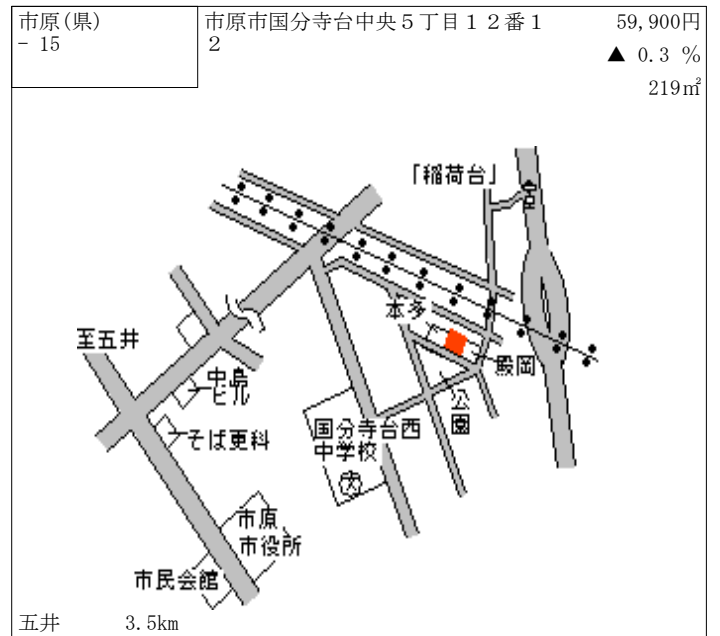 市原(県)
- 15
市原市国分寺台中央５丁目１２番１
２
59,900円
▲ 0.3 %
219㎡
「稲荷台」
本多
殿岡
至五井
中島
ビル
公
園
そば更科
国分寺台西
中学校
文
市原
市役所
市民会館
五井 3.5km